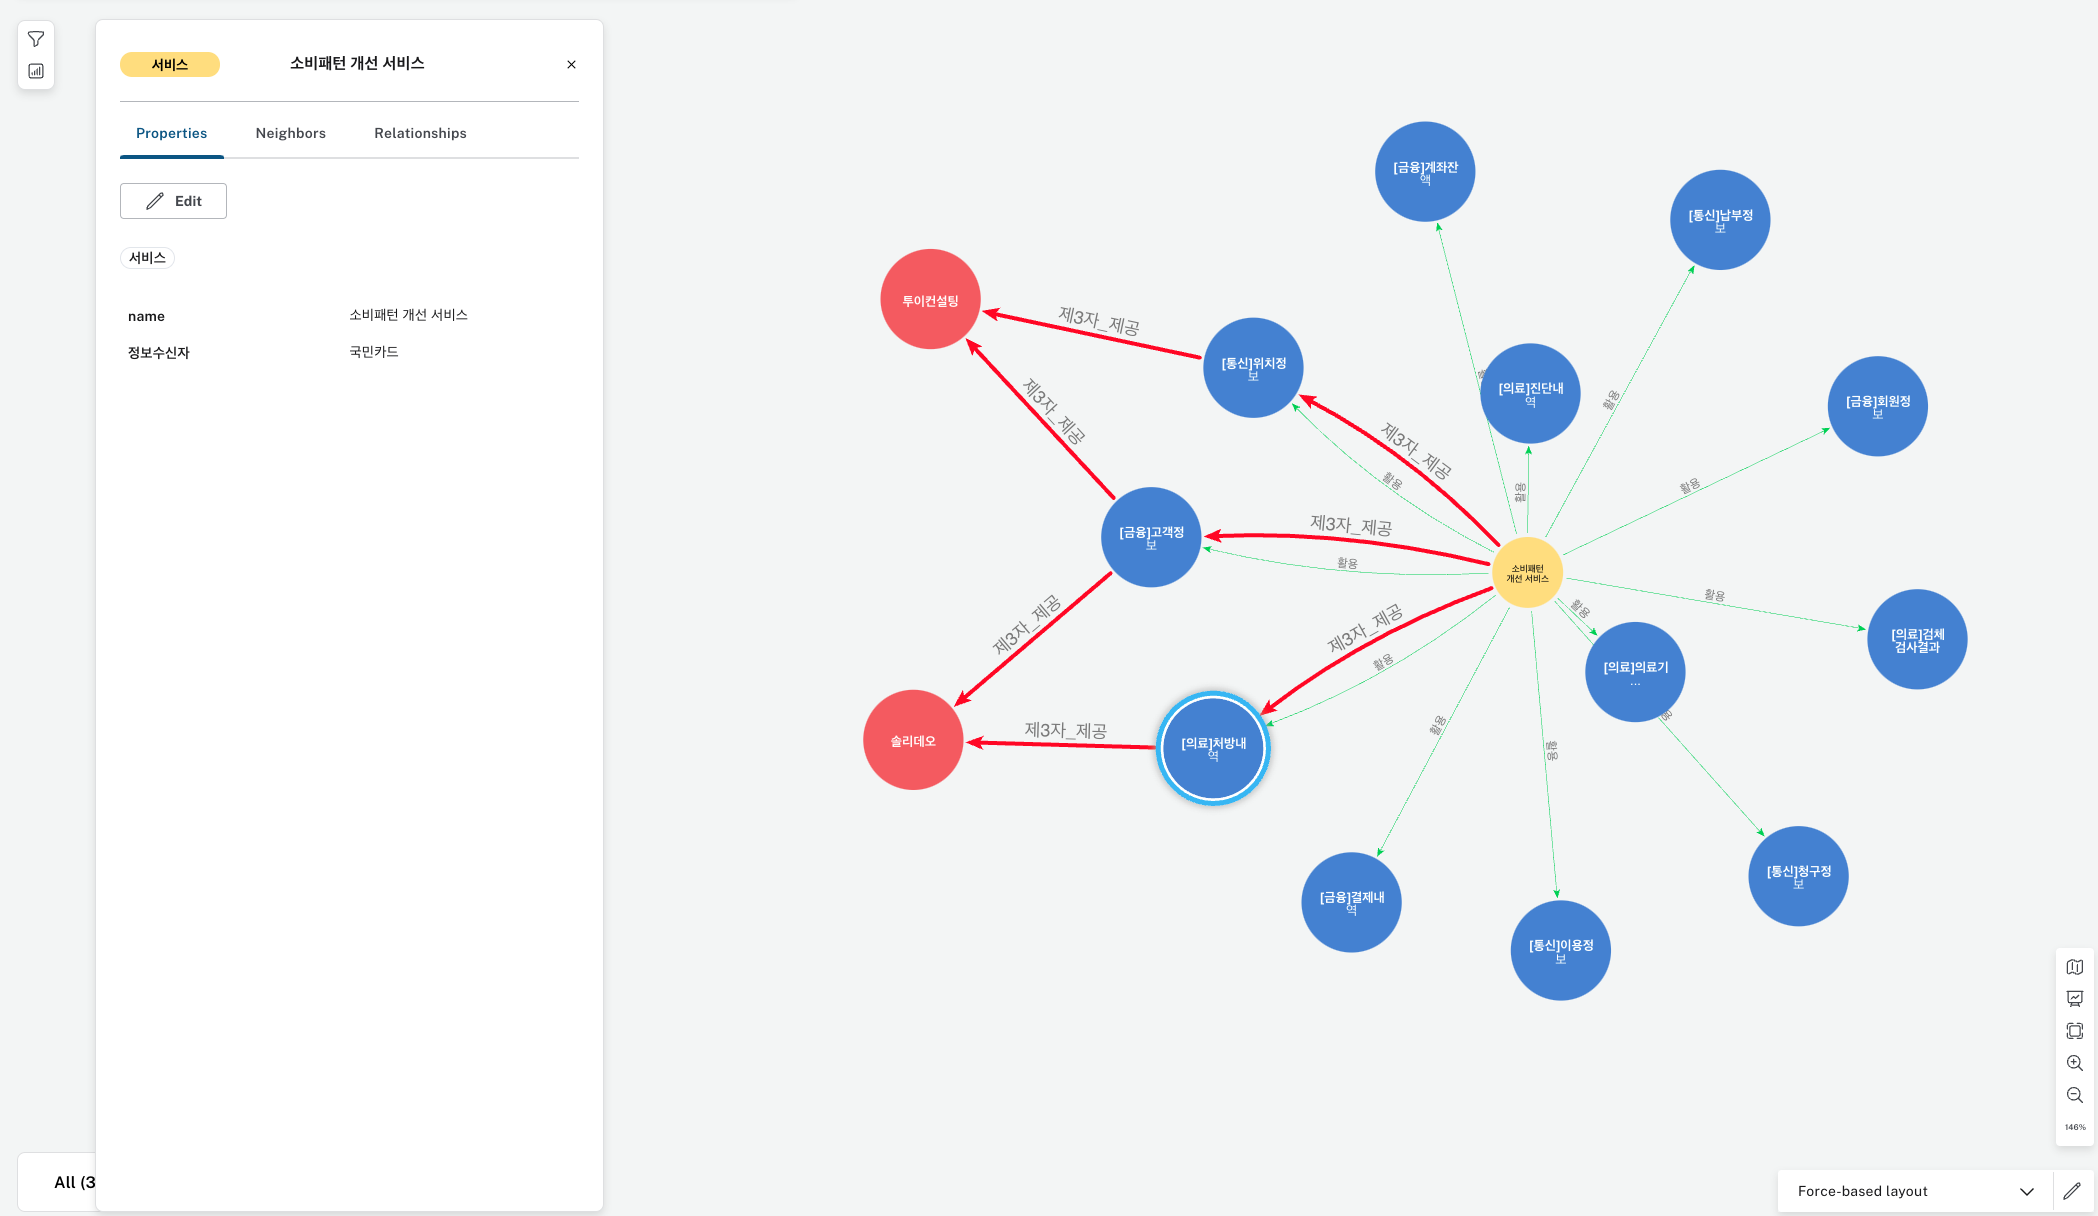 서비스
소비패턴 개선 서비스
Properties
Neighbors
Relationships
Edit
서비스
name
소비패턴 개선 서비스
정보수신자
국민카드
All (3
[금융]계좌잔
액
[통신]납부정
보
투이컨설팅
제3자_제공
[통신]위치정
보
[의료]진단내
역
활용
[금융]회원정
보
제3자_제공
제3자_제공
활용
활용
활용
[금융]고객정
보
제3자_제공
활용
소비패턴
개선 서비스
활용
활용
[의료]검체
검사결과
제3자_제공
제3자_제공
활용
[의료]의료기
...
솔리데오
제3자_제공
[의료]처방내
역
활용
활용
[통신]청구정
보
[금융]결제내
역
[통신]이용정
보
146%
Force-based layout